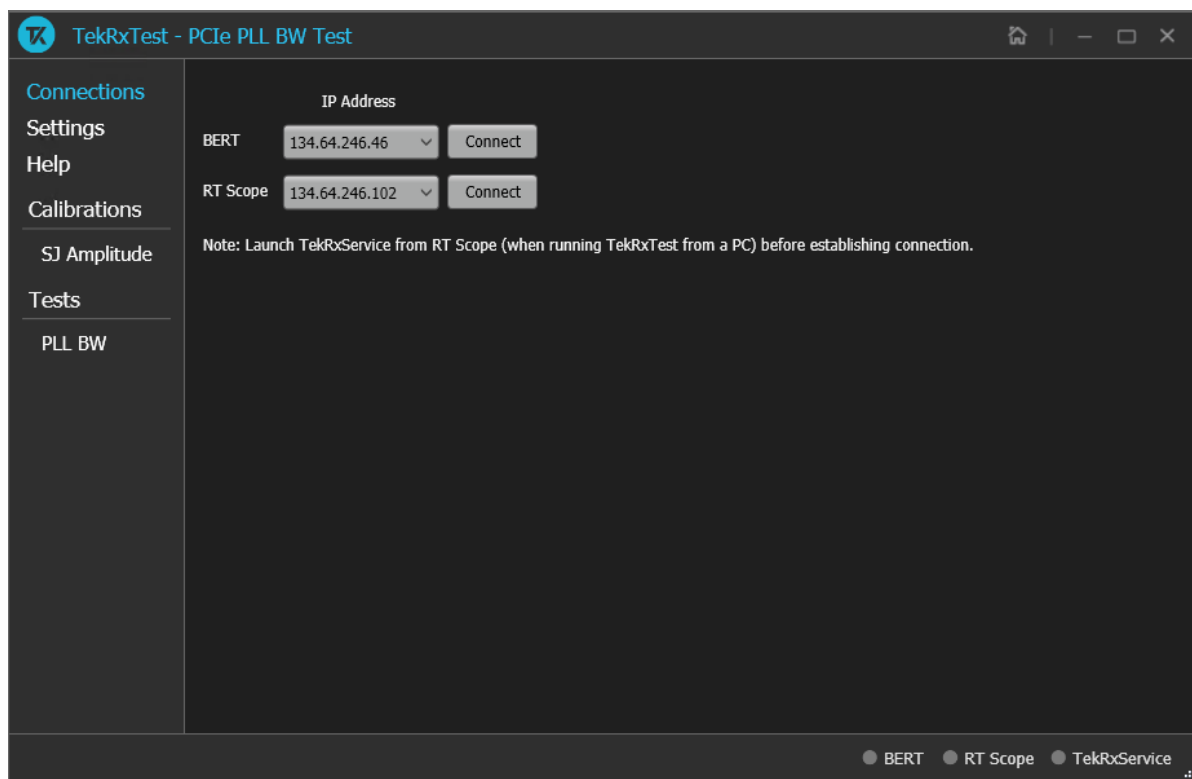 TekRxTest - PCIe PLL BW Test
Connections
Settings
Help
Calibrations
SJ Amplitude
Tests
PLL BW
IP Address
BERT 134.64.246.46 Connect
RT Scope 134.64.246.102 Connect
Note: Launch TekRxService from RT Scope (when running TekRxTest from a PC) before establishing connection.
BERT RT Scope TekRxService